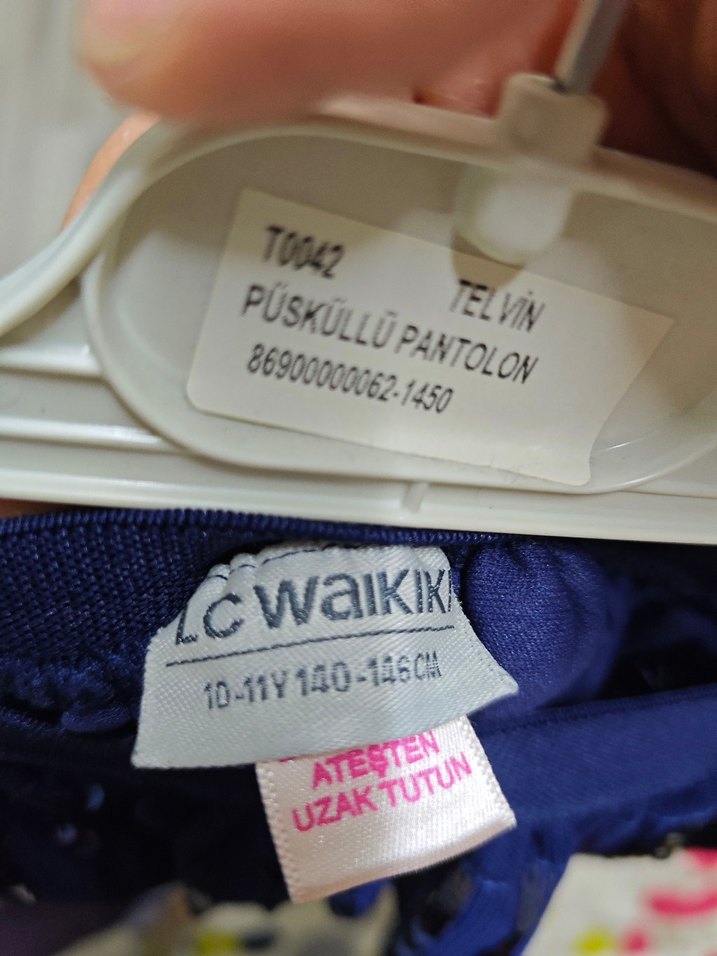 T0042
TELVİN
PÜSKÜLLÜ PANTOLON
86900000062-1450
LC WAIKIKI
10-11Y 140-146CM
ATEŞTEN
UZAK TUTUN